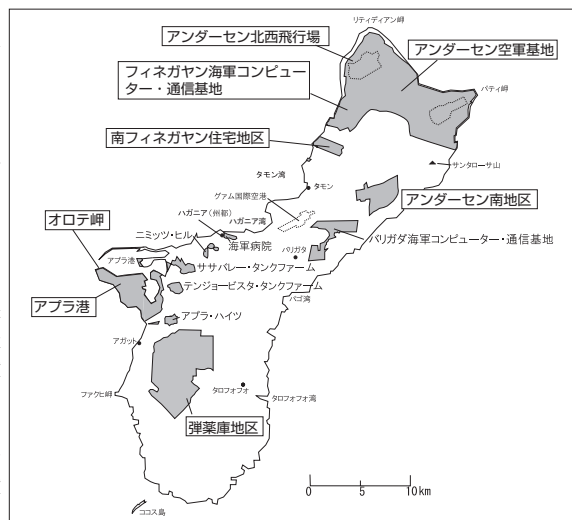 リティディアン岬
アンダーセン北西飛行場
アンダーセン空軍基地
フィネガヤン海軍コンピュー
ター・通信基地
パティ岬
南フィネガヤン住宅地区
タモン湾
サンタローサ山
タモン
グァム国際空港
アンダーセン南地区
ハガニア(州都)
ハガニア湾
オロテ岬
ニミッツ・ヒル
海軍病院
バリガダ海軍コンピューター・通信基地
アプラ港
バリガタ
ササバレー・タンクファーム
テンジョービスタ・タンクファーム
パゴ湾
アプラ港
アプラ・ハイツ
アガット
ファクヒ岬
タロフォフォ
タロフォフォ湾
弾薬庫地区
0 5 10km
ココス島